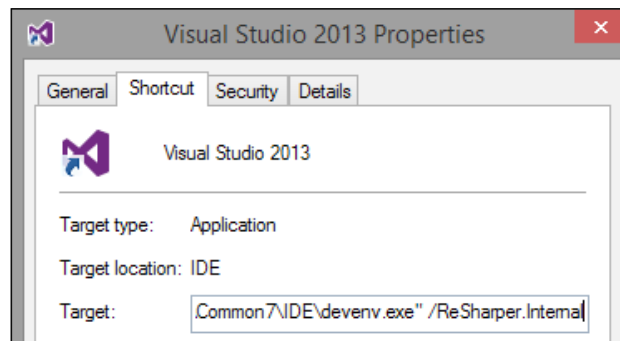 Visual Studio 2013 Properties
General Shortcut Security Details
Visual Studio 2013
Target type: Application
Target location: IDE
Target: .Common7\IDE\devenv.exe" /ReSharper.Internal